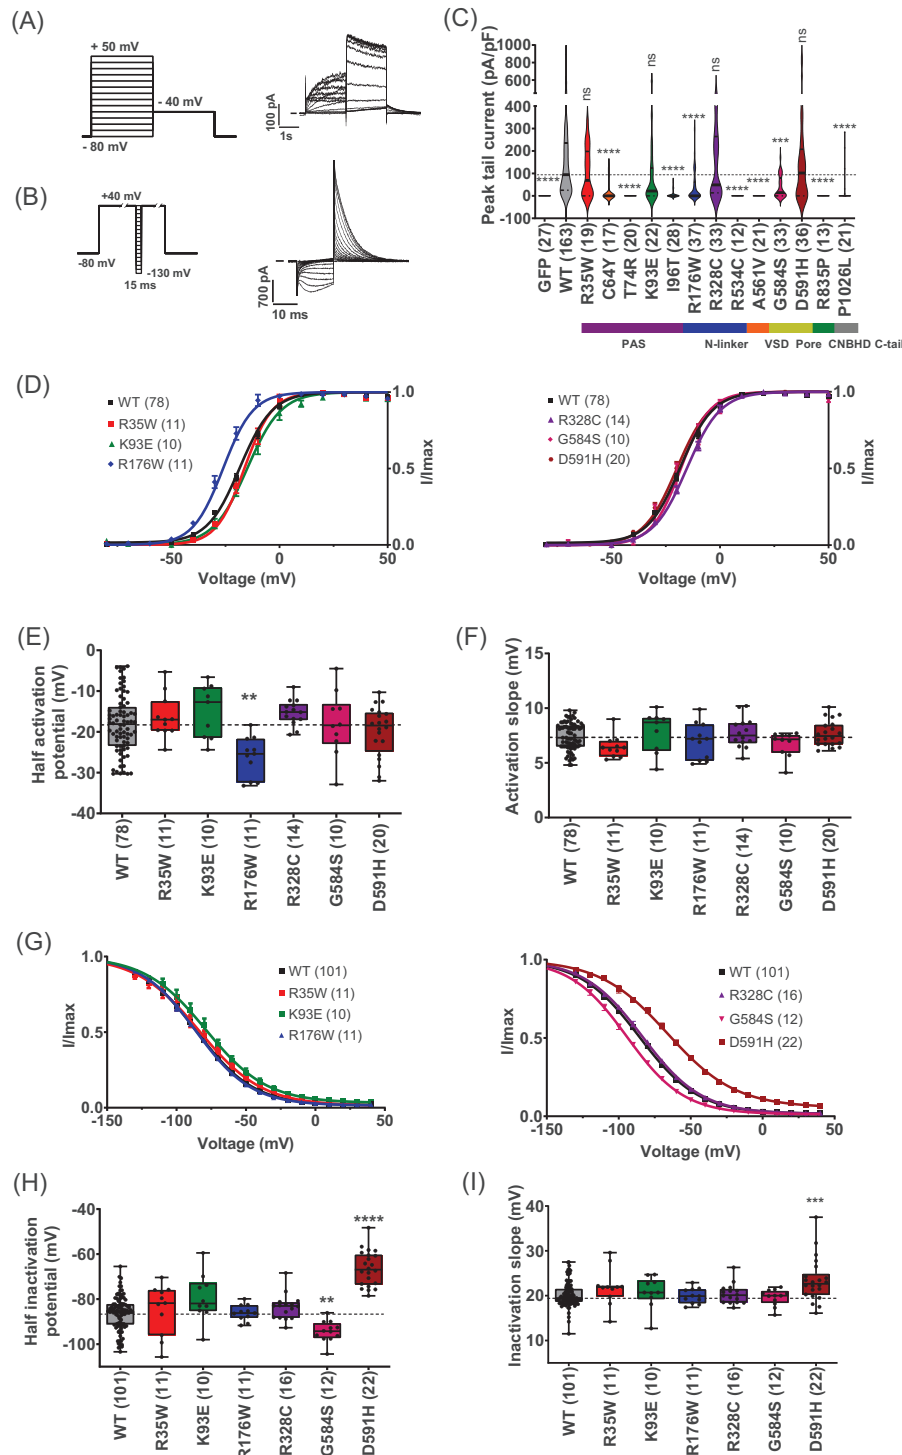 (A)
+ 50 mV
- 40 mV
- 80 mV
100 pA
1s
(B)
+40 mV
-80 mV
-130 mV
15 ms
700 pA
10 ms
(C)
Peak tail current (pA/pF)
1000
800
600
400
300
200
100
0
-100
****
****
****
ns
****
****
ns
****
****
***
ns
****
****
GFP (27)
WT (163)
R35W (19)
C64Y (17)
T74R (20)
K93E (22)
I96T (28)
R176W (37)
R328C (33)
R534C (12)
A561V (21)
G584S (33)
D591H (36)
R835P (13)
P1026L (21)
PAS N-linker VSD Pore CNBHD C-tail
(D)
WT (78)
R35W (11)
K93E (10)
R176W (11)
1.0
0.5
0.0
I/Imax
-50 0 50
Voltage (mV)
WT (78)
R328C (14)
G584S (10)
D591H (20)
1.0
0.5
0.0
I/Imax
-50 0 50
Voltage (mV)
(E)
Half activation
potential (mV)
0
-10
-20
-30
-40
**
WT (78)
R35W (11)
K93E (10)
R176W (11)
R328C (14)
G584S (10)
D591H (20)
(F)
Activation slope (mV)
15
10
5
0
WT (78)
R35W (11)
K93E (10)
R176W (11)
R328C (14)
G584S (10)
D591H (20)
(G)
I/Imax
1.0
0.5
0.0
WT (101)
R35W (11)
K93E (10)
R176W (11)
-150 -100 -50 0 50
Voltage (mV)
I/Imax
1.0
0.5
0.0
WT (101)
R328C (16)
G584S (12)
D591H (22)
-150 -100 -50 0 50
Voltage (mV)
(H)
Half inactivation
potential (mV)
-40
-60
-80
-100
**
****
WT (101)
R35W (11)
K93E (10)
R176W (11)
R328C (16)
G584S (12)
D591H (22)
(I)
Inactivation slope (mV)
40
30
20
10
***
WT (101)
R35W (11)
K93E (10)
R176W (11)
R328C (16)
G584S (12)
D591H (22)